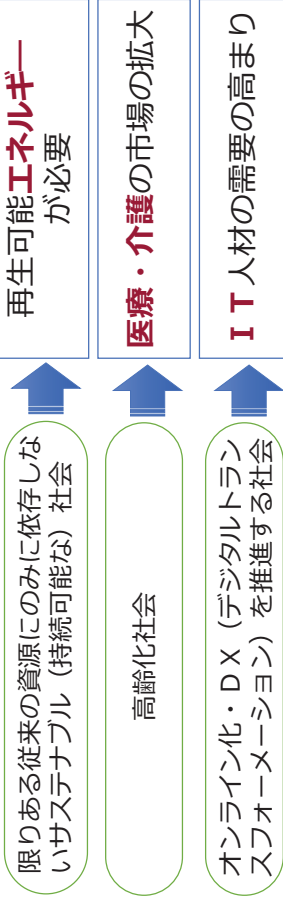 限りある従来の資源にのみに依存しな
いサステナブル（持続可能な）社会
再生可能エネルギー
が必要
高齢化社会
医療・介護の市場の拡大
オンライン化・ＤＸ（デジタルトラン
スフォーメーション）を推進する社会
ＩＴ人材の需要の高まり